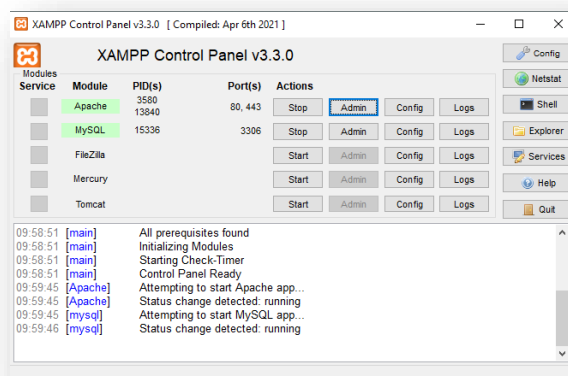 XAMPP Control Panel v3.3.0 [ Compiled: Apr 6th 2021 ]
XAMPP Control Panel v3.3.0
Config
Modules
Service Module PID(s) Port(s) Actions
Netstat
Apache 3580 13840 80, 443 Stop Admin Config Logs
Shell
MySQL 15336 3306 Stop Admin Config Logs
Explorer
FileZilla Start Admin Config Logs
Services
Mercury Start Admin Config Logs
Help
Tomcat Start Admin Config Logs
Quit
09:58:51 [main] All prerequisites found
09:58:51 [main] Initializing Modules
09:58:51 [main] Starting Check-Timer
09:58:51 [main] Control Panel Ready
09:59:45 [Apache] Attempting to start Apache app...
09:59:45 [Apache] Status change detected: running
09:59:46 [mysql] Attempting to start MySQL app...
09:59:46 [mysql] Status change detected: running